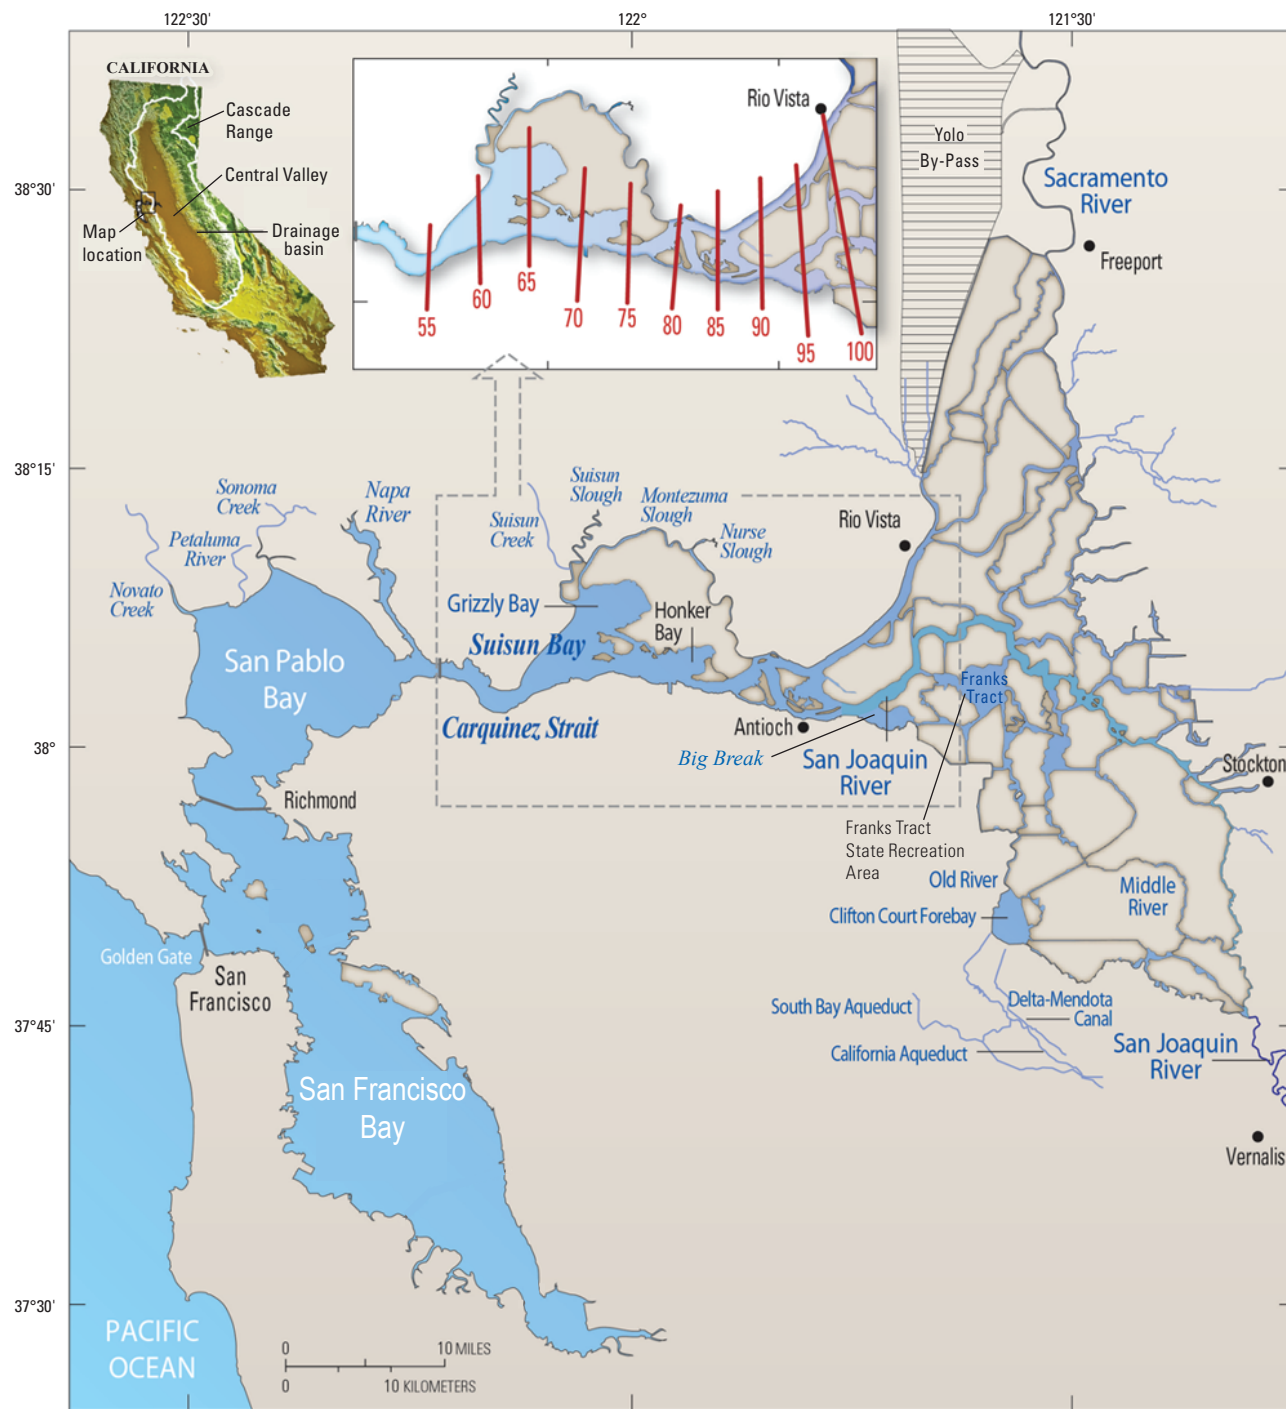 122°30'
122°
121°30'
CALIFORNIA
Cascade
Range
Central Valley
Map
location
Drainage
basin
Rio Vista
55
60
65
70
75
80
85
90
95
100
Yolo
By-Pass
Sacramento
River
Freeport
38°30'
38°15'
38°
37°45'
37°30'
Novato
Creek
Petaluma
River
Sonoma
Creek
Napa
River
Suisun
Creek
Suisun
Slough
Montezuma
Slough
Nurse
Slough
Rio Vista
Grizzly Bay
Honker
Bay
Suisun Bay
San Pablo
Bay
Carquinez Strait
Antioch
Big Break
San Joaquin
River
Franks
Tract
Stockton
Richmond
Franks Tract
State Recreation
Area
Old River
Middle
River
Clifton Court Forebay
Golden Gate
San
Francisco
South Bay Aqueduct
Delta-Mendota
Canal
California Aqueduct
San Joaquin
River
San Francisco
Bay
Vernalis
PACIFIC
OCEAN
0 10 MILES
0 10 KILOMETERS